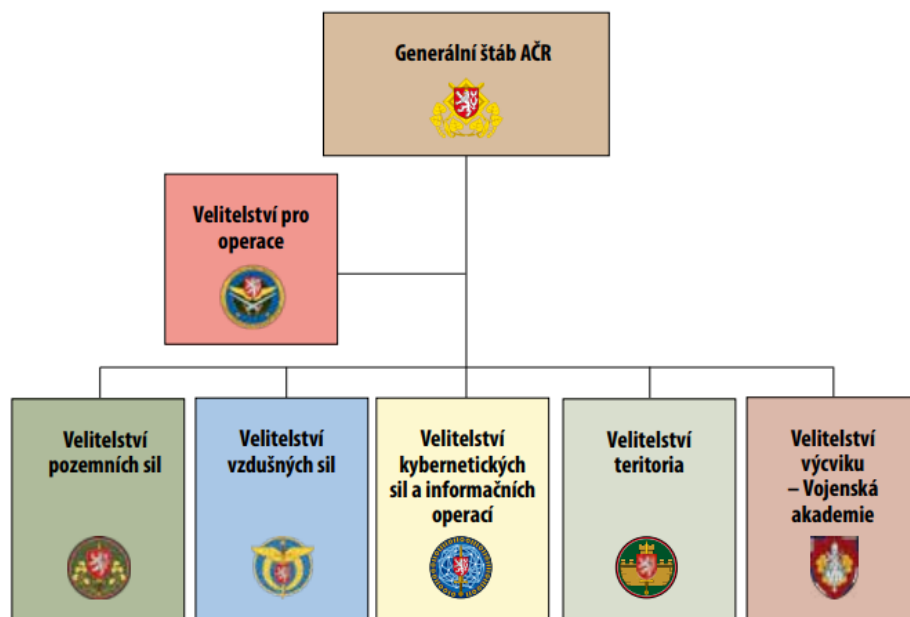 Generální štáb AČR
Velitelství pro
operace
Velitelství
pozemních sil
Velitelství
vzdušných sil
Velitelství
kybernetických
sil a informačních
operací
Velitelství
teritoria
Velitelství
výcviku
– Vojenská
akademie